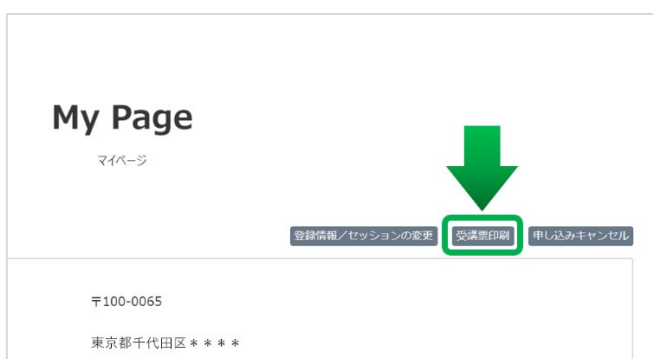 My Page
マイページ
登録情報／セッションの変更 受講票印刷 申し込みキャンセル
〒100-0065
東京都千代田区＊＊＊＊